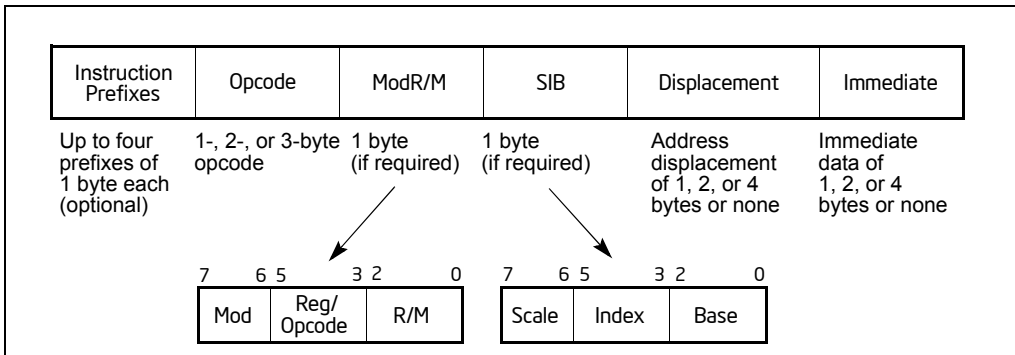 Instruction
Prefixes
Opcode
ModR/M
SIB
Displacement
Immediate
Up to four
prefixes of
1 byte each
(optional)
1-, 2-, or 3-byte
opcode
1 byte
(if required)
1 byte
(if required)
Address
displacement
of 1, 2, or 4
bytes or none
Immediate
data of
1, 2, or 4
bytes or none
7 6 5 3 2 0
Mod
Reg/
Opcode
R/M
7 6 5 3 2 0
Scale
Index
Base